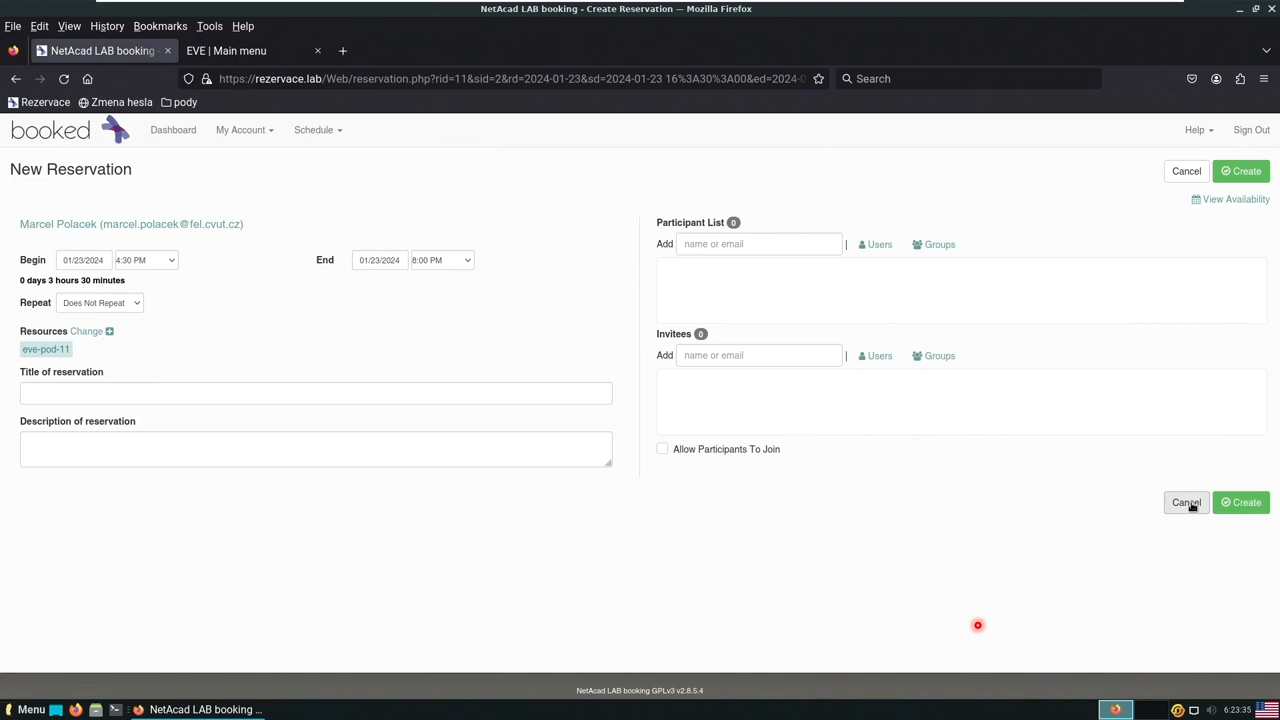 NetAcad LAB booking - Create Reservation — Mozilla Firefox
File Edit View History Bookmarks Tools Help
NetAcad LAB booking - EVE | Main menu
https://rezervace.lab/Web/reservation.php?rid=11&sid=2&rd=2024-01-23&sd=2024-01-23 16%3A30%3A00&ed=2024-0 Search
Rezervace Zmena hesla pody
booked Dashboard My Account Schedule Help Sign Out
New Reservation Cancel Create
View Availability
Marcel Polacek (marcel.polacek@fel.cvut.cz)
Begin 01/23/2024 4:30 PM End 01/23/2024 8:00 PM
0 days 3 hours 30 minutes
Repeat Does Not Repeat
Resources Change
eve-pod-11
Title of reservation
Description of reservation
Participant List 0
Add name or email | Users Groups
Invitees 0
Add name or email | Users Groups
Allow Participants To Join
Cancel Create
NetAcad LAB booking GPLv3 v2.8.5.4
Menu NetAcad LAB booking ... 6:23:35